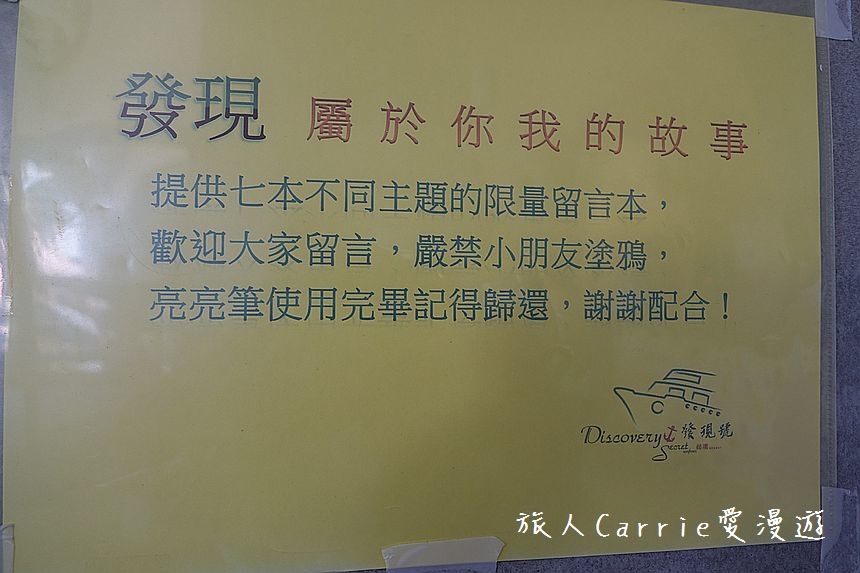 發現 屬於你我的故事
提供七本不同主題的限量留言本，
歡迎大家留言，嚴禁小朋友塗鴉，
亮亮筆使用完畢記得歸還，謝謝配合！
Discovery 發現號
Secret
旅人Carrie愛漫遊